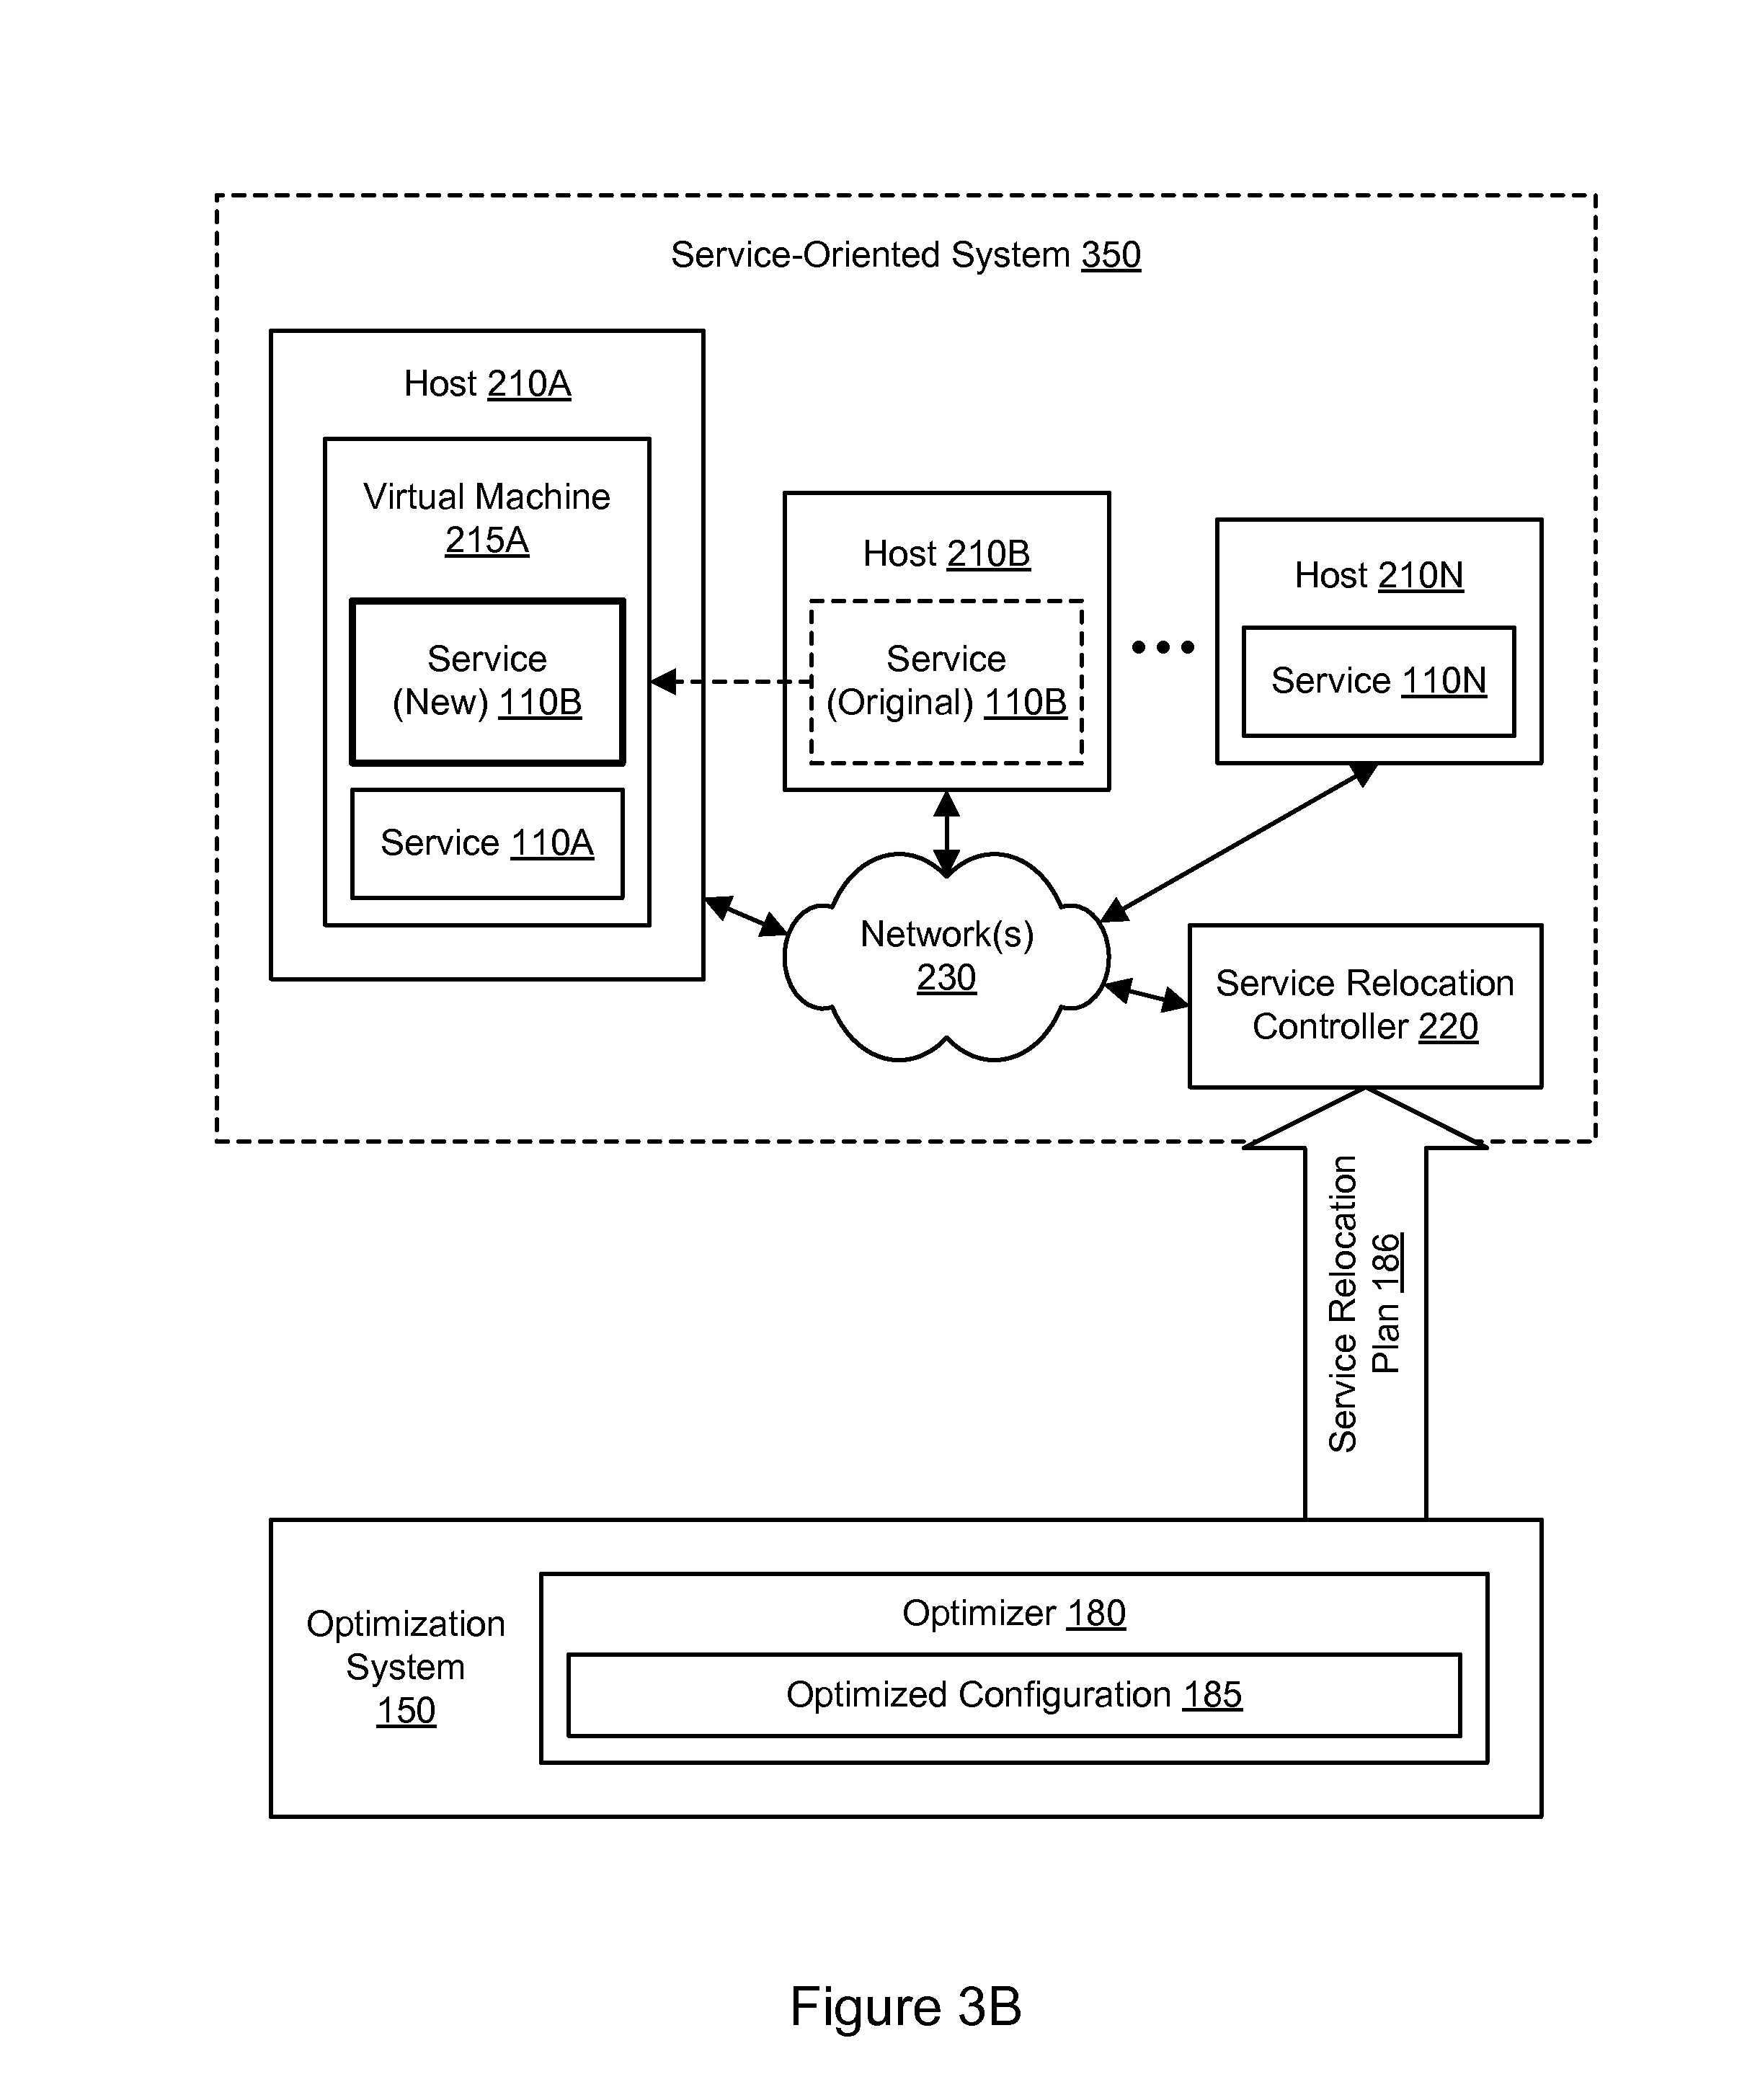 Service-Oriented System 350
Host 210A
Virtual Machine
215A
Service
(New) 110B
Service 110A
Host 210B
Service
(Original) 110B
Host 210N
Service 110N
Network(s)
230
Service Relocation
Controller 220
Service Relocation
Plan 186
Optimization
System
150
Optimizer 180
Optimized Configuration 185
Figure 3B